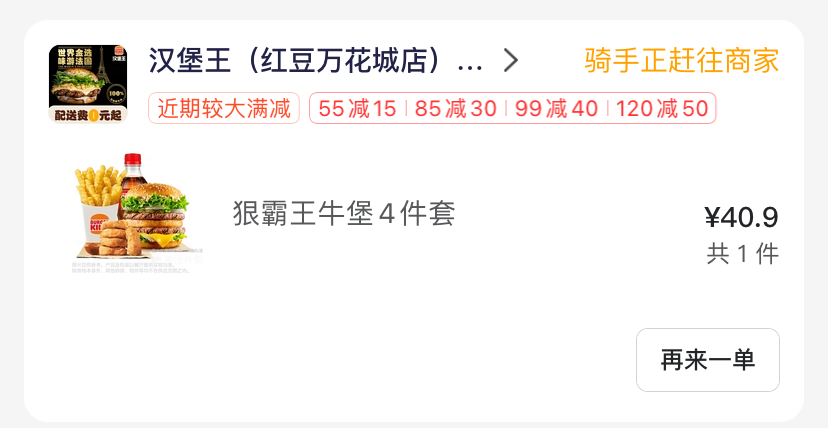 世界金选
味游法国
汉堡王
100%
配送费0元起
汉堡王（红豆万花城店）...
骑手正赶往商家
近期较大满减
55减15
85减30
99减40
120减50
BURGER
KING
狠霸王牛堡4件套
¥40.9
共1件
再来一单